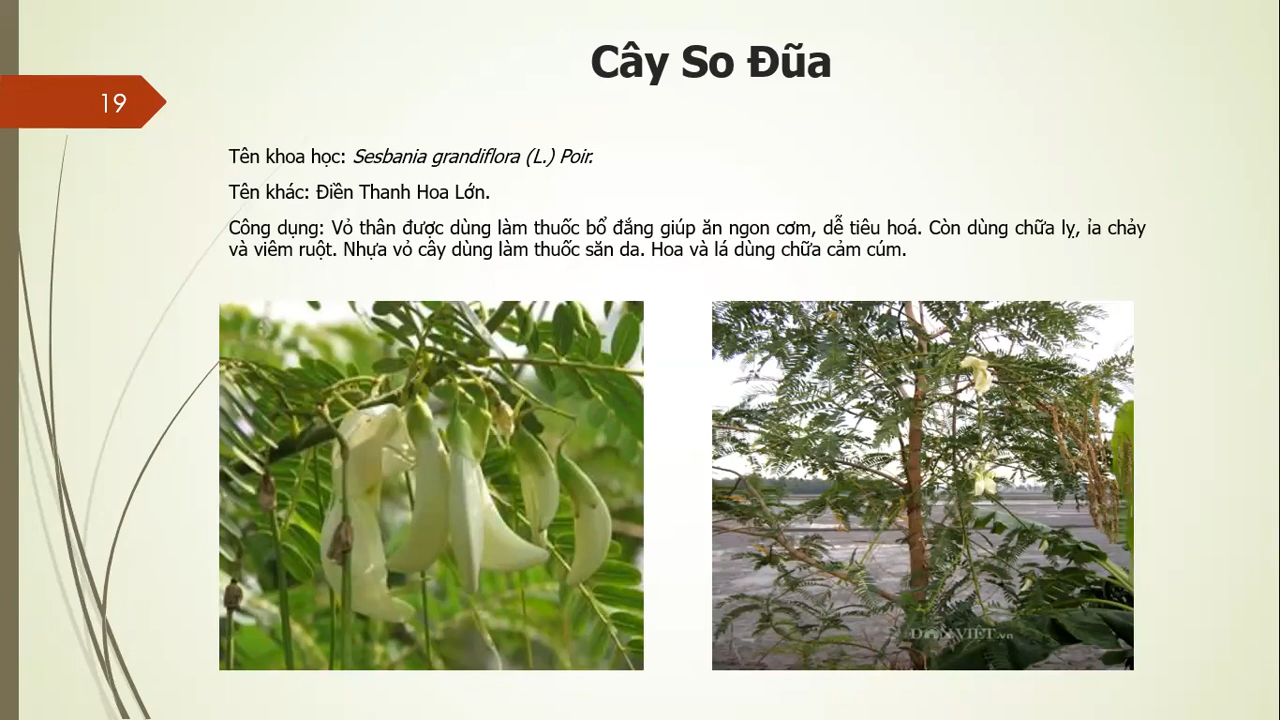 Cây So Đũa
19
Tên khoa học: Sesbania grandiflora (L.) Poir.
Tên khác: Điền Thanh Hoa Lớn.
Công dụng: Vỏ thân được dùng làm thuốc bổ đắng giúp ăn ngon cơm, dễ tiêu hoá. Còn dùng chữa lỵ, ỉa chảy
và viêm ruột. Nhựa vỏ cây dùng làm thuốc săn da. Hoa và lá dùng chữa cảm cúm.
DANVIET.vn